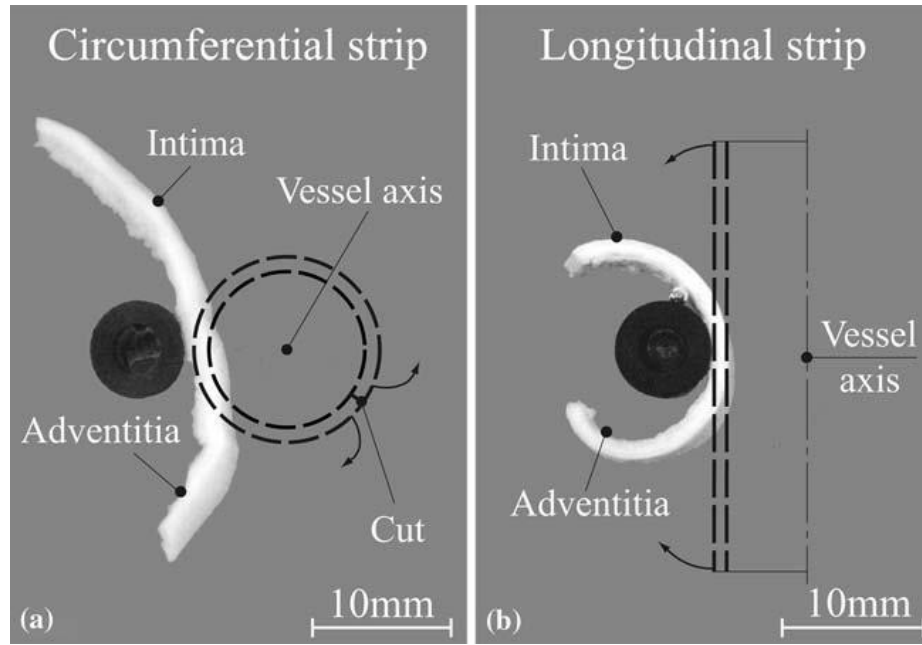 Circumferential strip
Intima
Vessel axis
Adventitia
Cut
(a)
10mm
Longitudinal strip
Intima
Vessel
axis
Adventitia
(b)
10mm